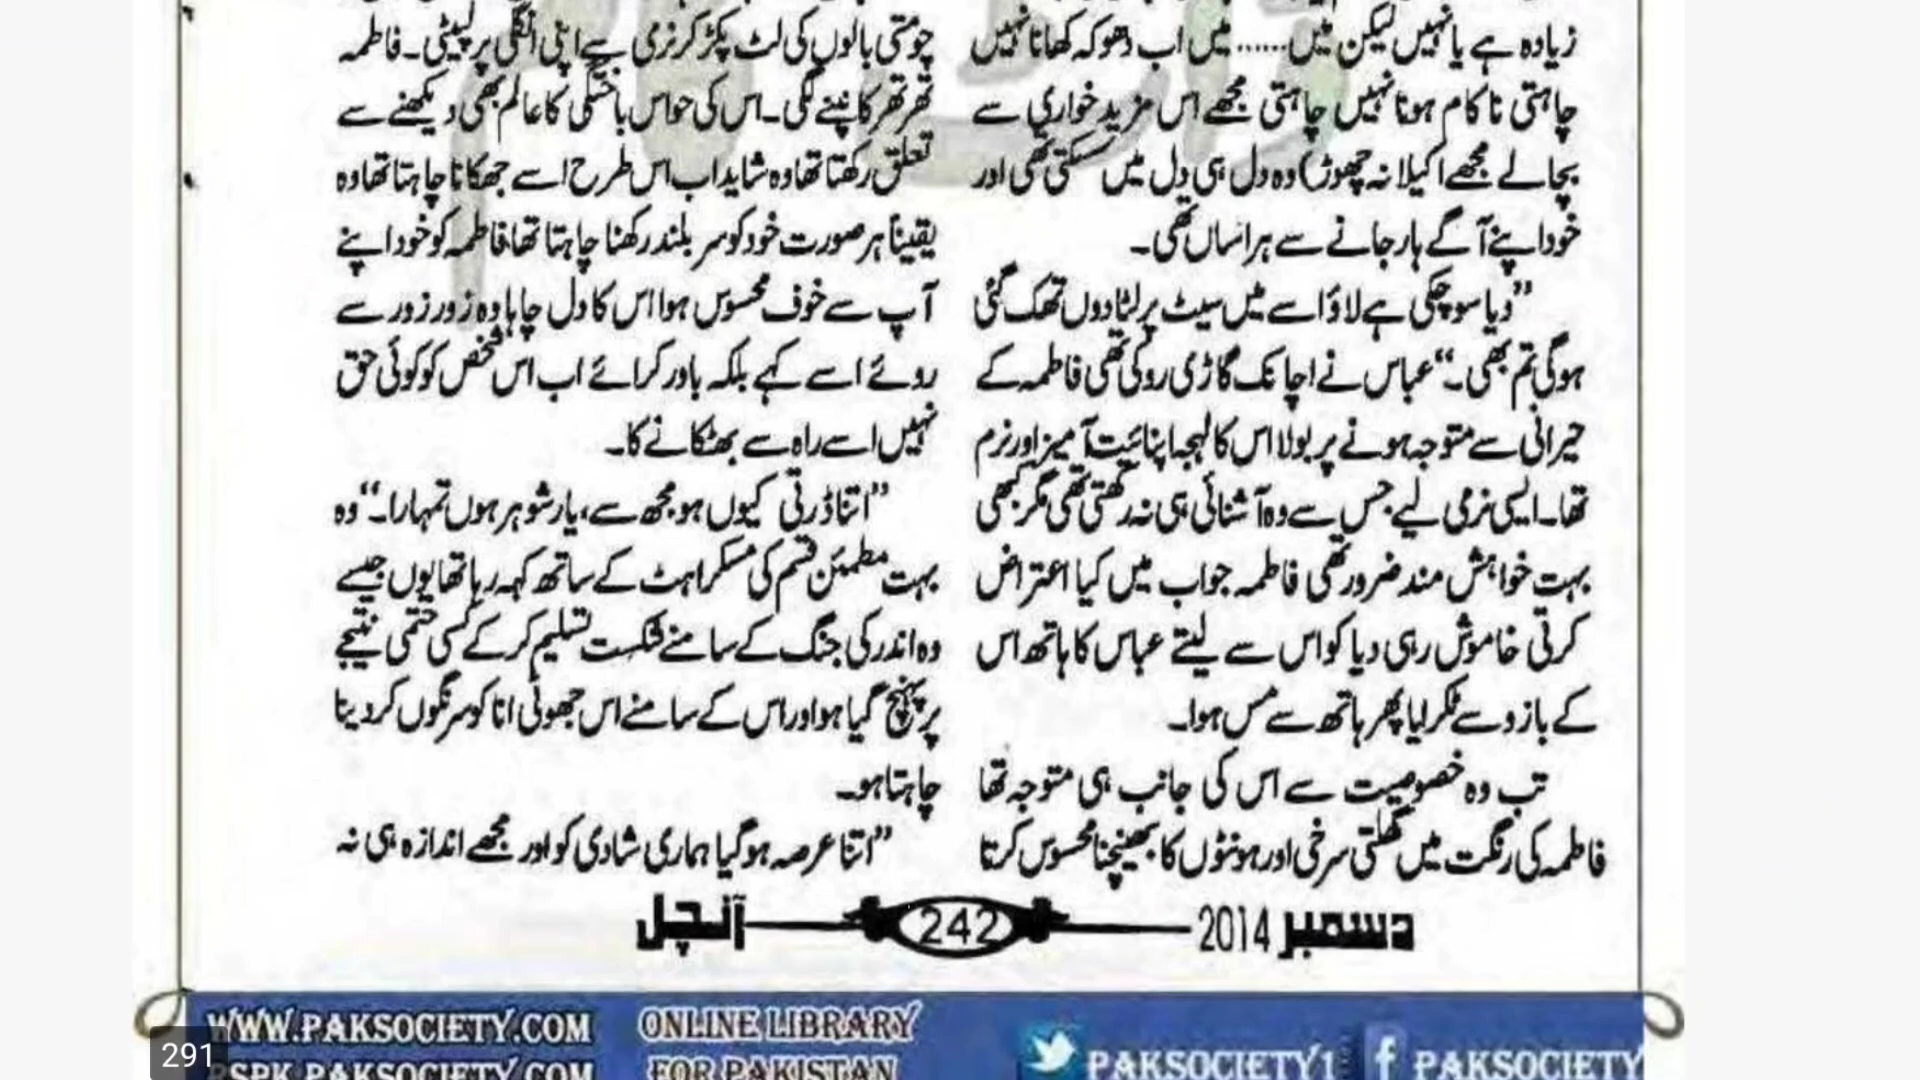 زیادہ ہے یا نہیں لیکن میں...... میں اب دھوکہ کھانا نہیں
چاہتی ناکام ہونا نہیں چاہتی مجھے اس مزید خواری سے
بچالے مجھے اکیلا نہ چھوڑ) وہ دل ہی دل میں سسکتی تھی اور
خود اپنے آگے ہار جانے سے ہراساں تھی۔
”دیا سوچکی ہے لاؤ اسے میں سیٹ پر لٹا دوں تھک گئی
ہوگی تم بھی۔“ عباس نے اچانک گاڑی روکی تھی فاطمہ کے
حیرانی سے متوجہ ہونے پر بولا اس کا لہجہ اپنائیت آمیز اور نرم
تھا۔ ایسی نرمی لیے جس سے وہ آشنائی ہی نہ رکھتی تھی مگر کبھی
بہت خواہش مند ضرور تھی فاطمہ جواب میں کیا اعتراض
کرتی خاموش رہی دیا کو اس سے لیتے عباس کا ہاتھ اس
کے بازو سے ٹکرایا پھر ہاتھ سے مس ہوا۔
تب وہ خصوصیت سے اس کی جانب ہی متوجہ تھا
فاطمہ کی رنگت میں گھلتی سرخی اور ہونٹوں کا بھینچنا محسوس کرتا
چومتی بالوں کی لٹ پکڑ کر نرمی سے اپنی انگلی پر لپیٹی۔ فاطمہ
تھر تھر کانپنے لگی۔ اس کی حواس باختگی کا عالم بھی دیکھنے سے
تعلق رکھتا تھا وہ شاید اب اس طرح اسے جھکانا چاہتا تھا وہ
یقیناً ہر صورت خود کو سر بلند رکھنا چاہتا تھا، فاطمہ کو خود اپنے
آپ سے خوف محسوس ہوا اس کا دل چاہا وہ زور زور سے
روئے اسے کہے بلکہ باور کرائے اب اس شخص کو کوئی حق
نہیں اسے راہ سے بھٹکانے کا۔
”اتنا ڈرتی کیوں ہو مجھ سے، یار شوہر ہوں تمہارا۔“ وہ
بہت مطمئن قسم کی مسکراہٹ کے ساتھ کہہ رہا تھا یوں جیسے
وہ اندر کی جنگ کے سامنے شکست تسلیم کر کے کسی حتمی نتیجے
پر پہنچ گیا ہو اور اس کے سامنے اس جھوٹی انا کو سرنگوں کر دینا
چاہتا ہو۔
”اتنا عرصہ ہوگیا ہماری شادی کو اور مجھے اندازہ ہی نہ
دسمبر 2014 242 آنچل
WWW.PAKSOCIETY.COM ONLINE LIBRARY
RSPK.PAKSOCIETY.COM FOR PAKISTAN PAKSOCIETY1 f PAKSOCIETY
291